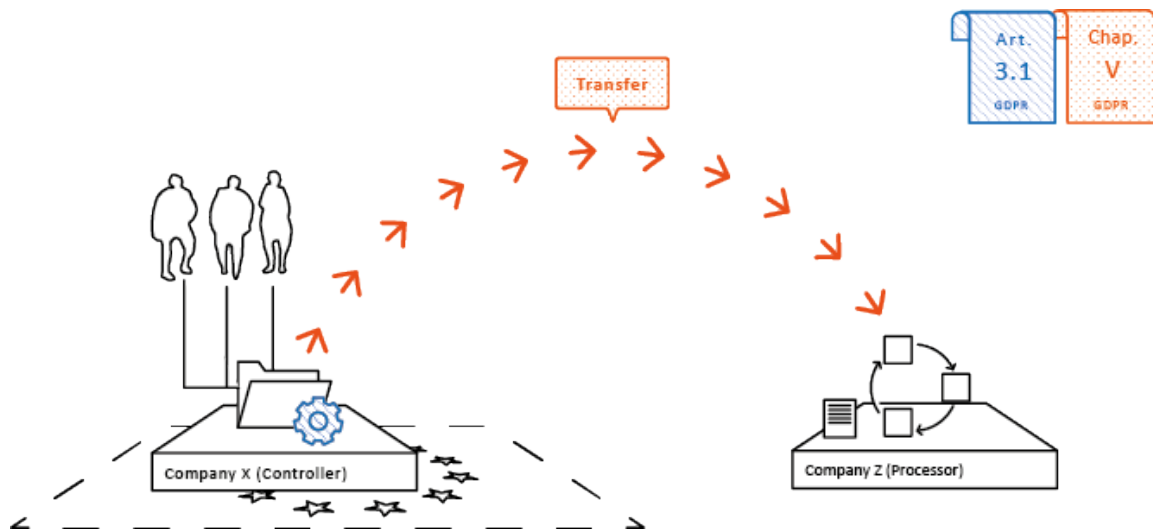 Art.
3.1
GDPR
Chap.
V
GDPR
Transfer
Company X (Controller)
Company Z (Processor)